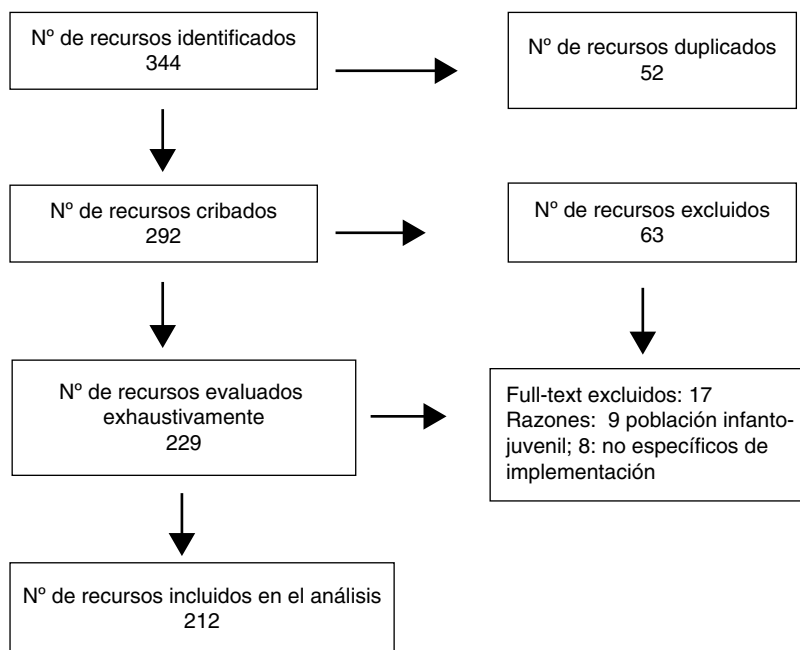 Nº de recursos identificados
344
Nº de recursos duplicados
52
Nº de recursos cribados
292
Nº de recursos excluidos
63
Nº de recursos evaluados
exhaustivamente
229
Full-text excluidos: 17
Razones: 9 población infanto-
juvenil; 8: no específicos de
implementación
Nº de recursos incluidos en el análisis
212